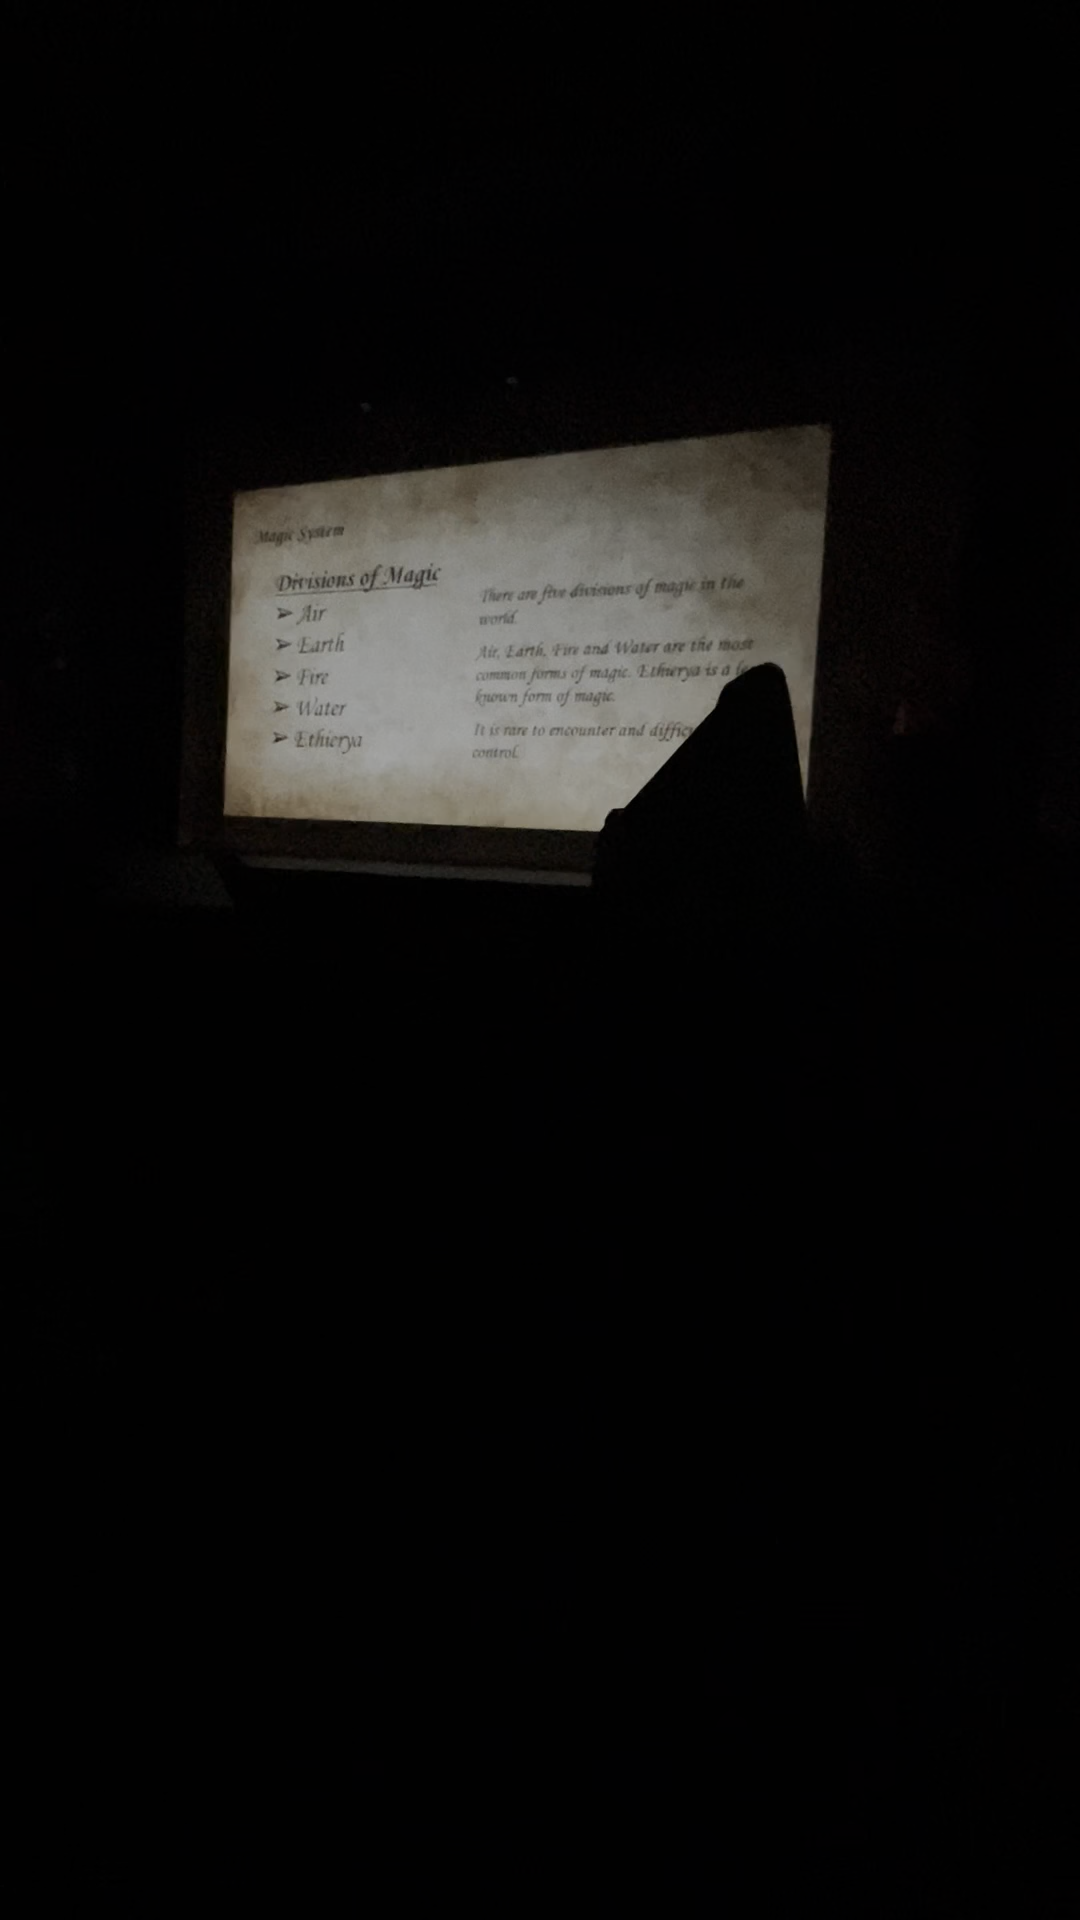 Magic System
Divisions of Magic
➢ Air
➢ Earth
➢ Fire
➢ Water
➢ Ethierya
There are five divisions of magic in the
world.
Air, Earth, Fire and Water are the most
common forms of magic. Ethierya is a
known form of magic.
It is rare to encounter and
control.